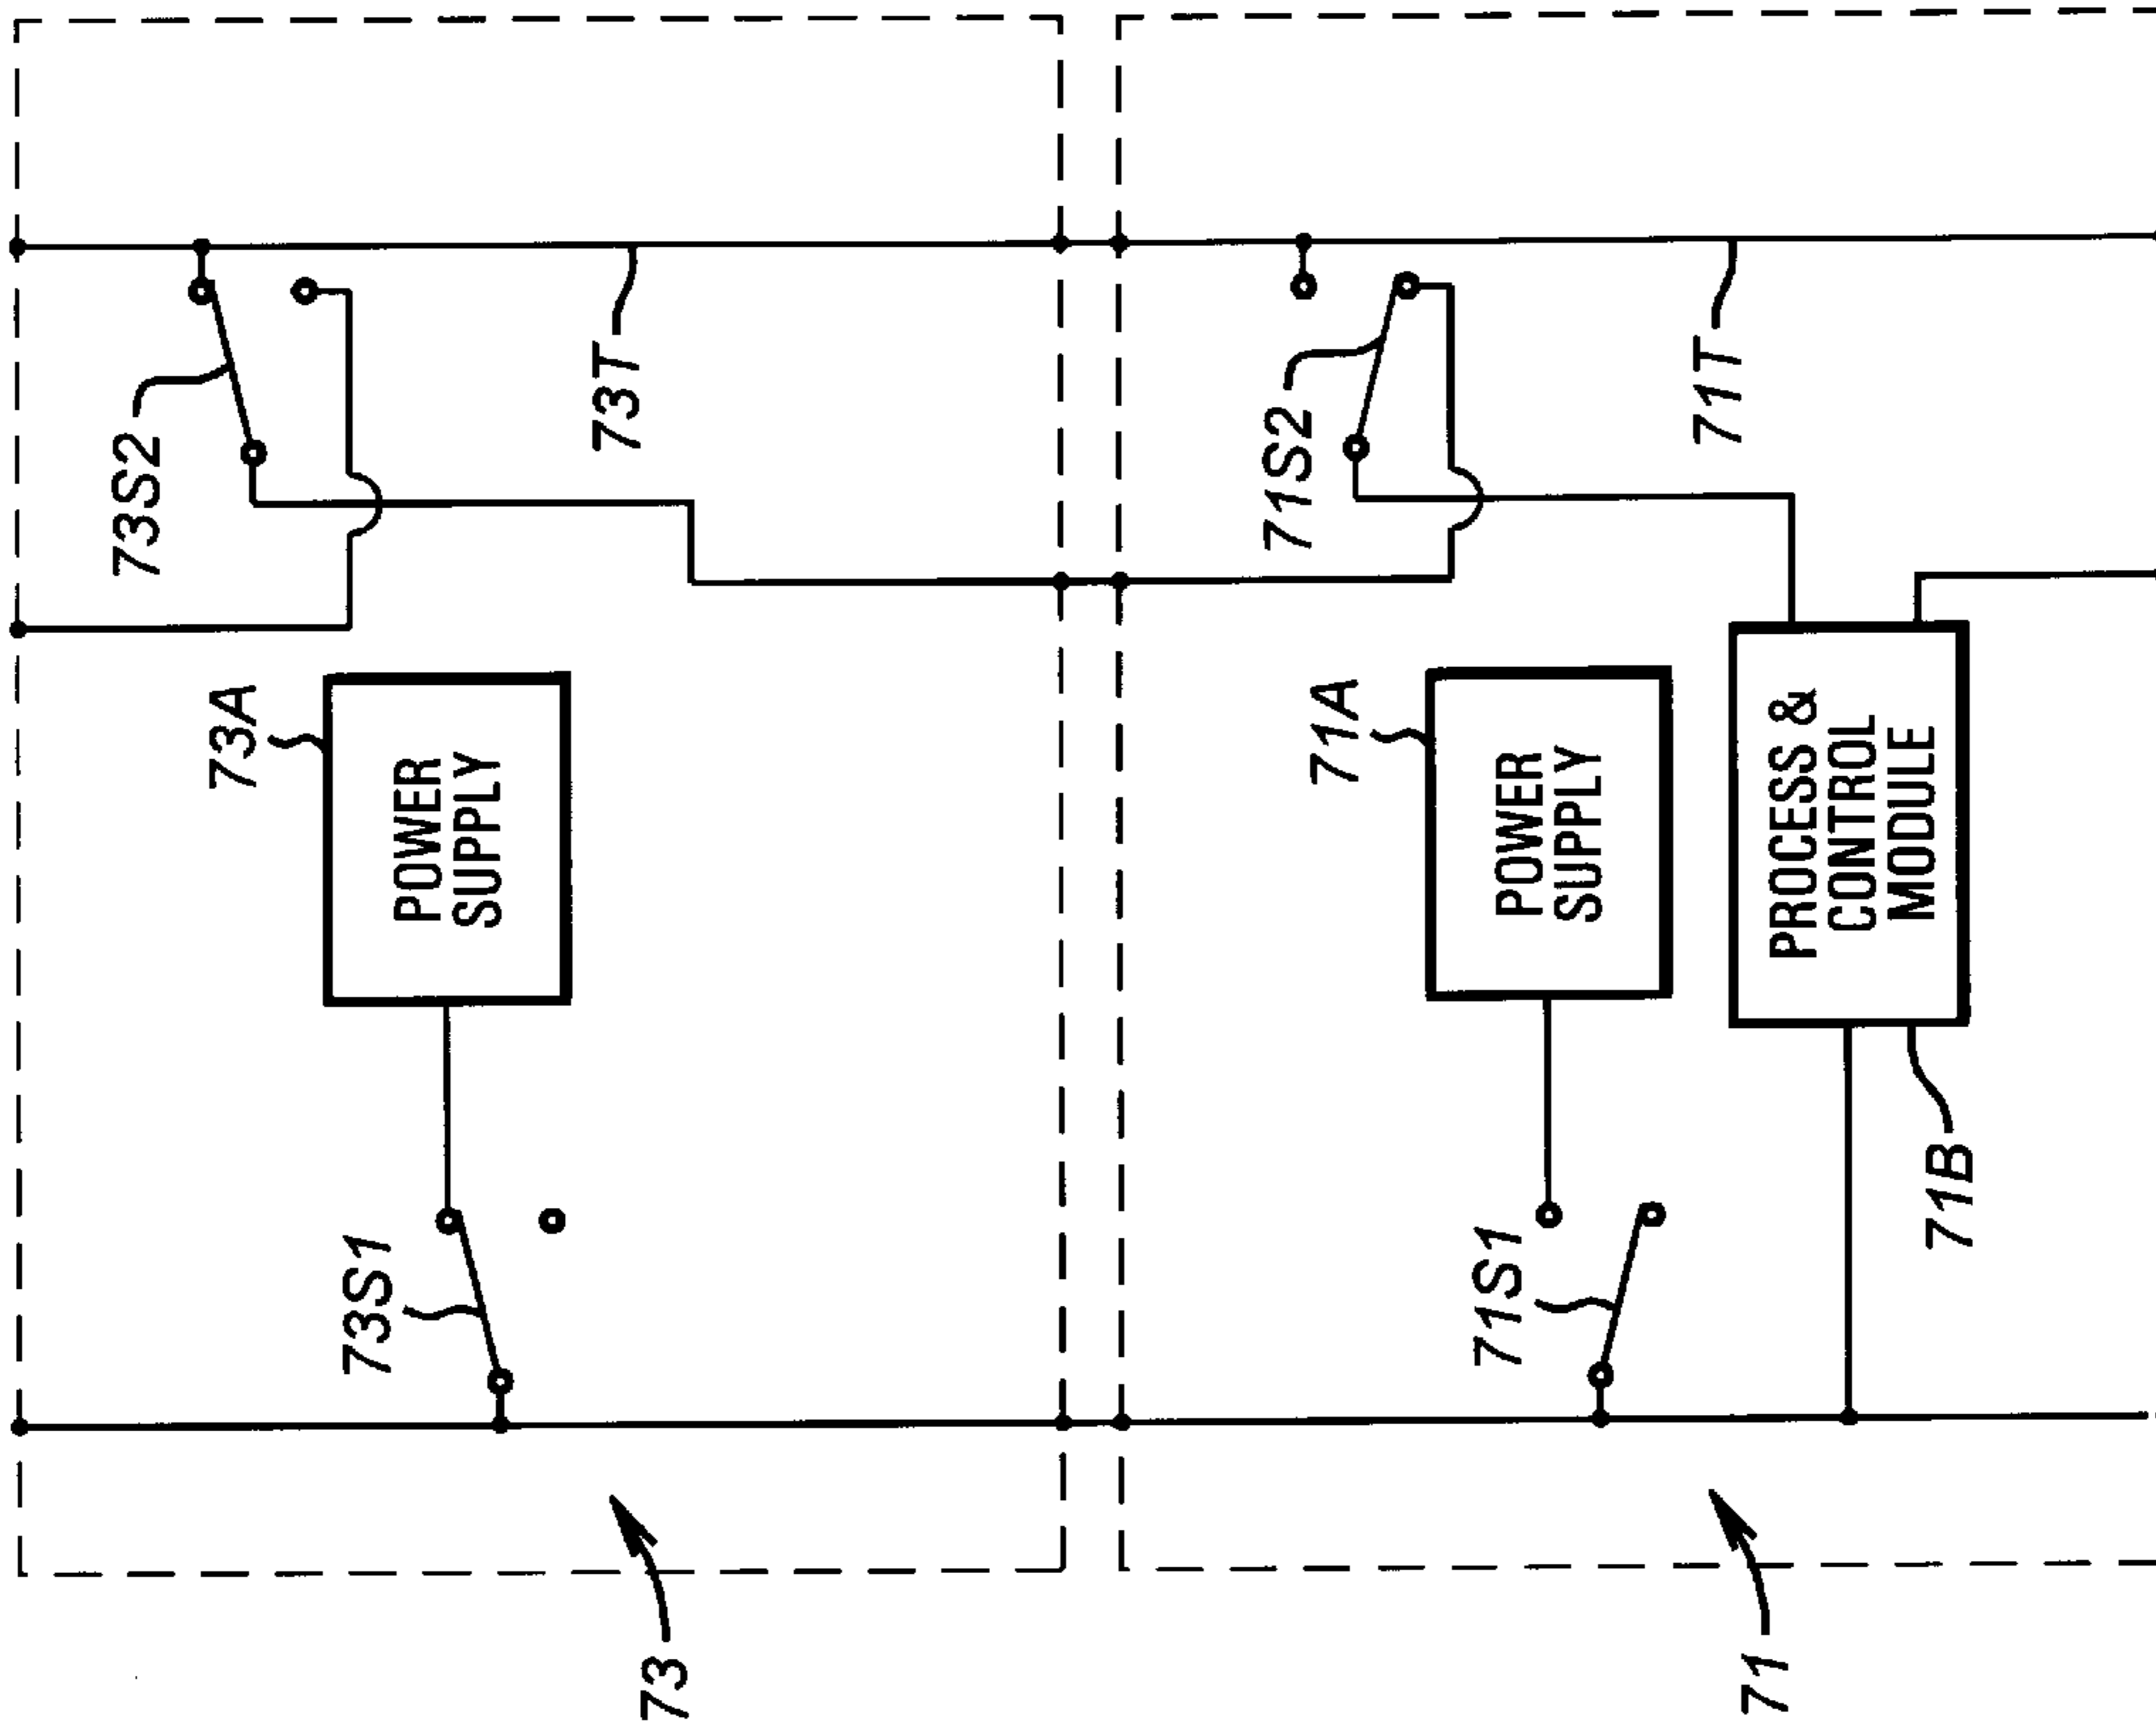 73S2
73T
73A
POWER
SUPPLY
73S1
73
71S2
71T
71A
POWER
SUPPLY
PROCESS &
CONTROL
MODULE
71S1
71B
71